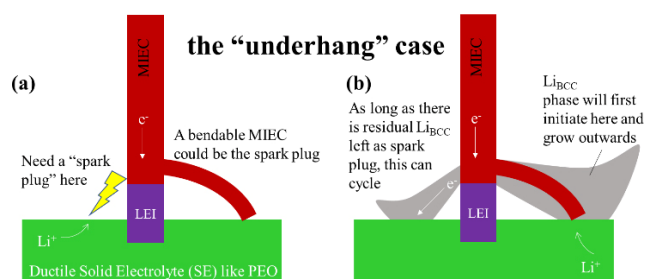 the “underhang” case
(a)
MIEC
e-
Need a “spark
plug” here
A bendable MIEC
could be the spark
plug
LEI
Li+
Ductile Solid Electrolyte (SE) like PEO
(b)
MIEC
As long as there
is residual LiBCC
left as spark
plug, this can
cycle
e-
e-
LiBCC
phase will first
initiate here and
grow outwards
LEI
Li+